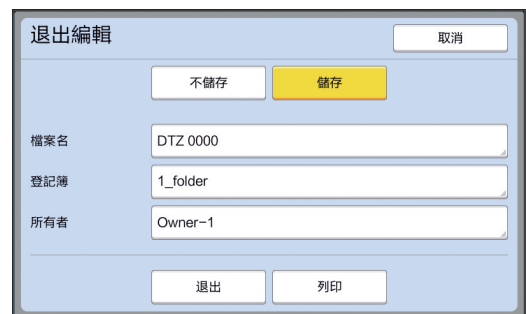 退出編輯 取消
不儲存 儲存
檔案名 DTZ 0000
登記簿 1_folder
所有者 Owner-1
退出 列印